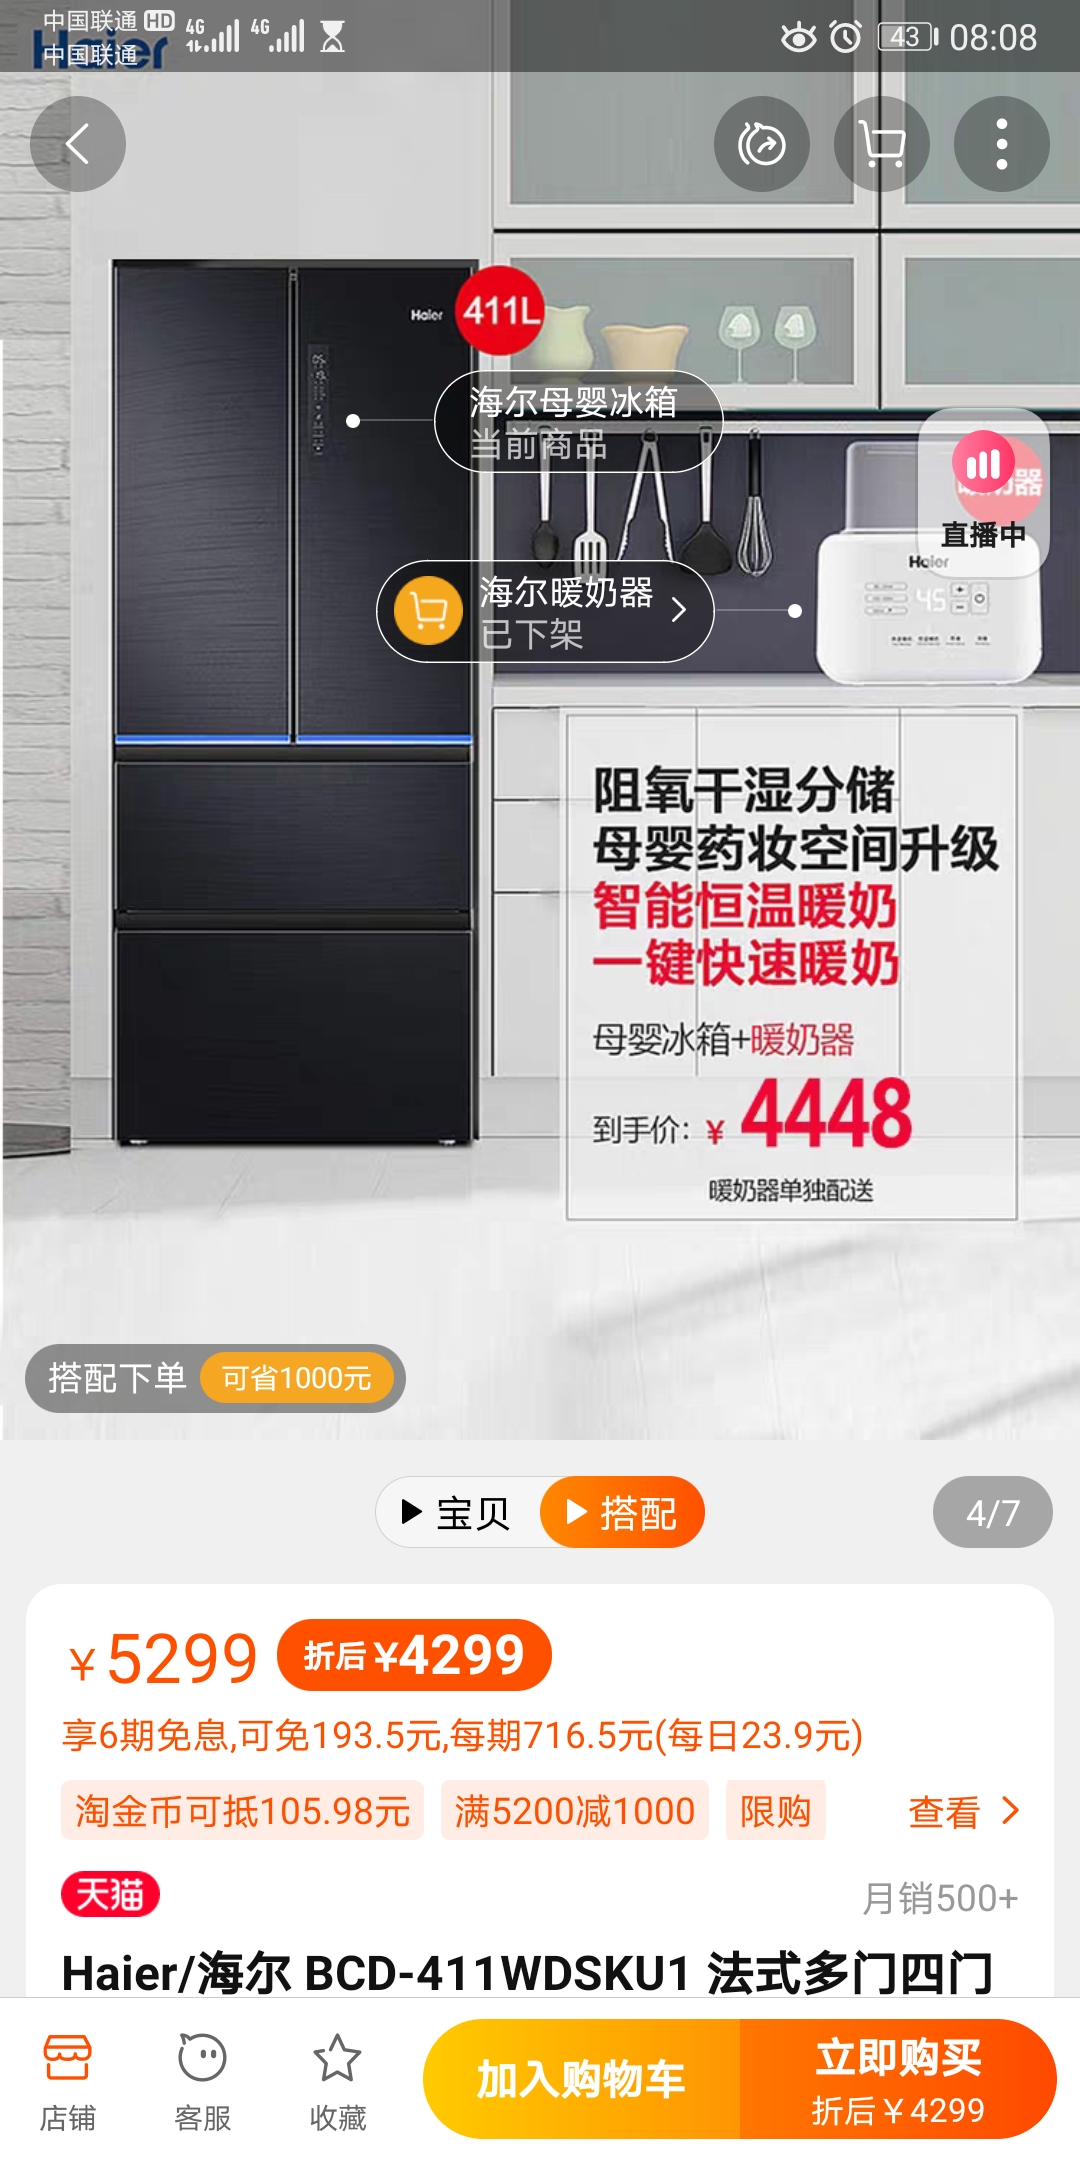 中国联通 HD 4G 4G 43 08:08
中国联通
Haier
Haier
411L
海尔母婴冰箱
当前商品
直播中
Haier
45
海尔暖奶器
已下架
阻氧干湿分储
母婴药妆空间升级
智能恒温暖奶
一键快速暖奶
母婴冰箱+暖奶器
到手价：￥4448
暖奶器单独配送
搭配下单 可省1000元
宝贝 搭配 4/7
￥5299 折后￥4299
享6期免息,可免193.5元,每期716.5元(每日23.9元)
淘金币可抵105.98元 满5200减1000 限购 查看
天猫 月销500+
Haier/海尔 BCD-411WDSKU1 法式多门四门
店铺 客服 收藏
加入购物车
立即购买
折后￥4299